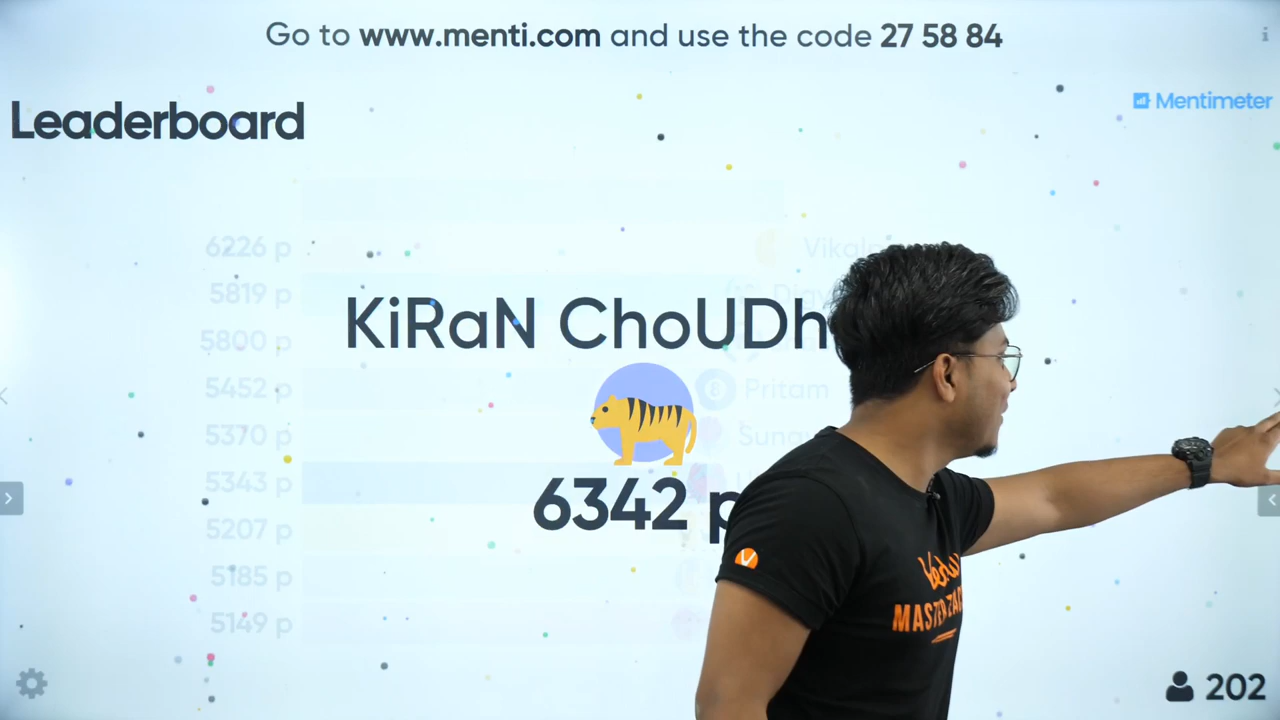 Go to www.menti.com and use the code 27 58 84
i
Leaderboard
Mentimeter
6226 p
5819 p
KiRaN ChoUDh
5800 p
5452 p Pritam
5370 p
5343 p
6342 p
5207 p
5185 p
5149 p
MASTER
202